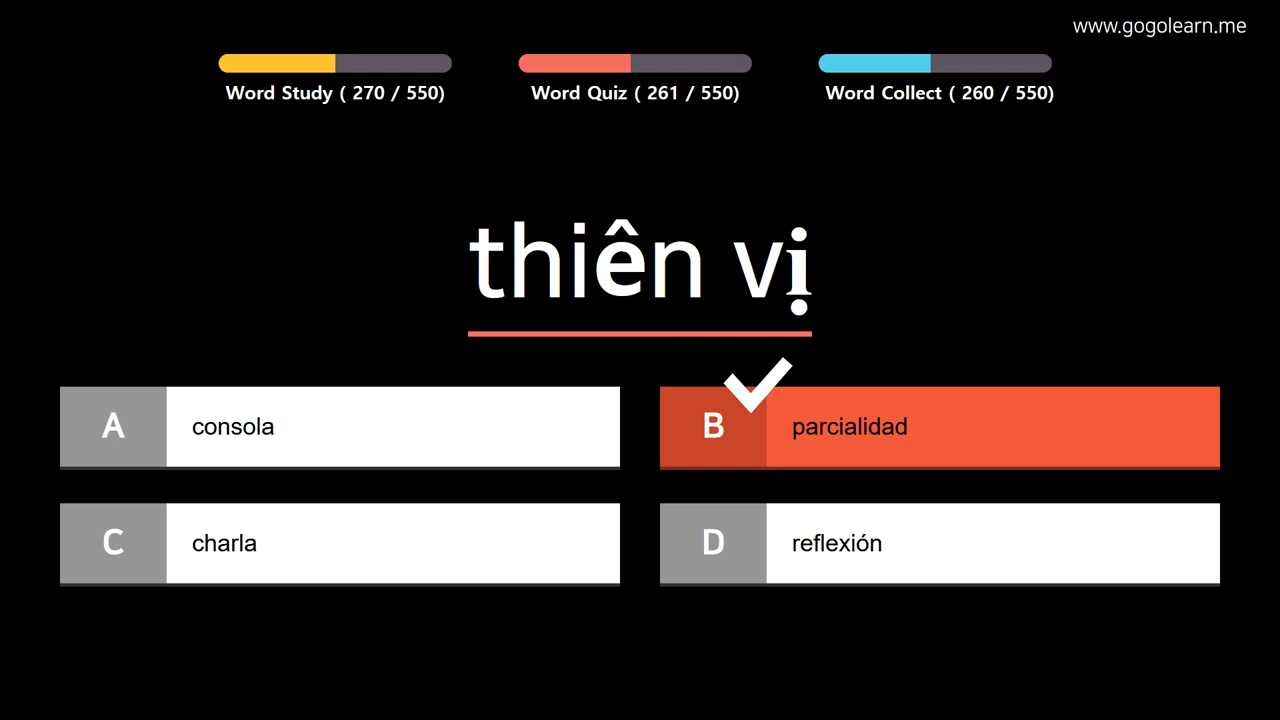 www.gogolearn.me
Word Study ( 270 / 550)
Word Quiz ( 261 / 550)
Word Collect ( 260 / 550)
thiên vị
A consola
B parcialidad
C charla
D reflexión